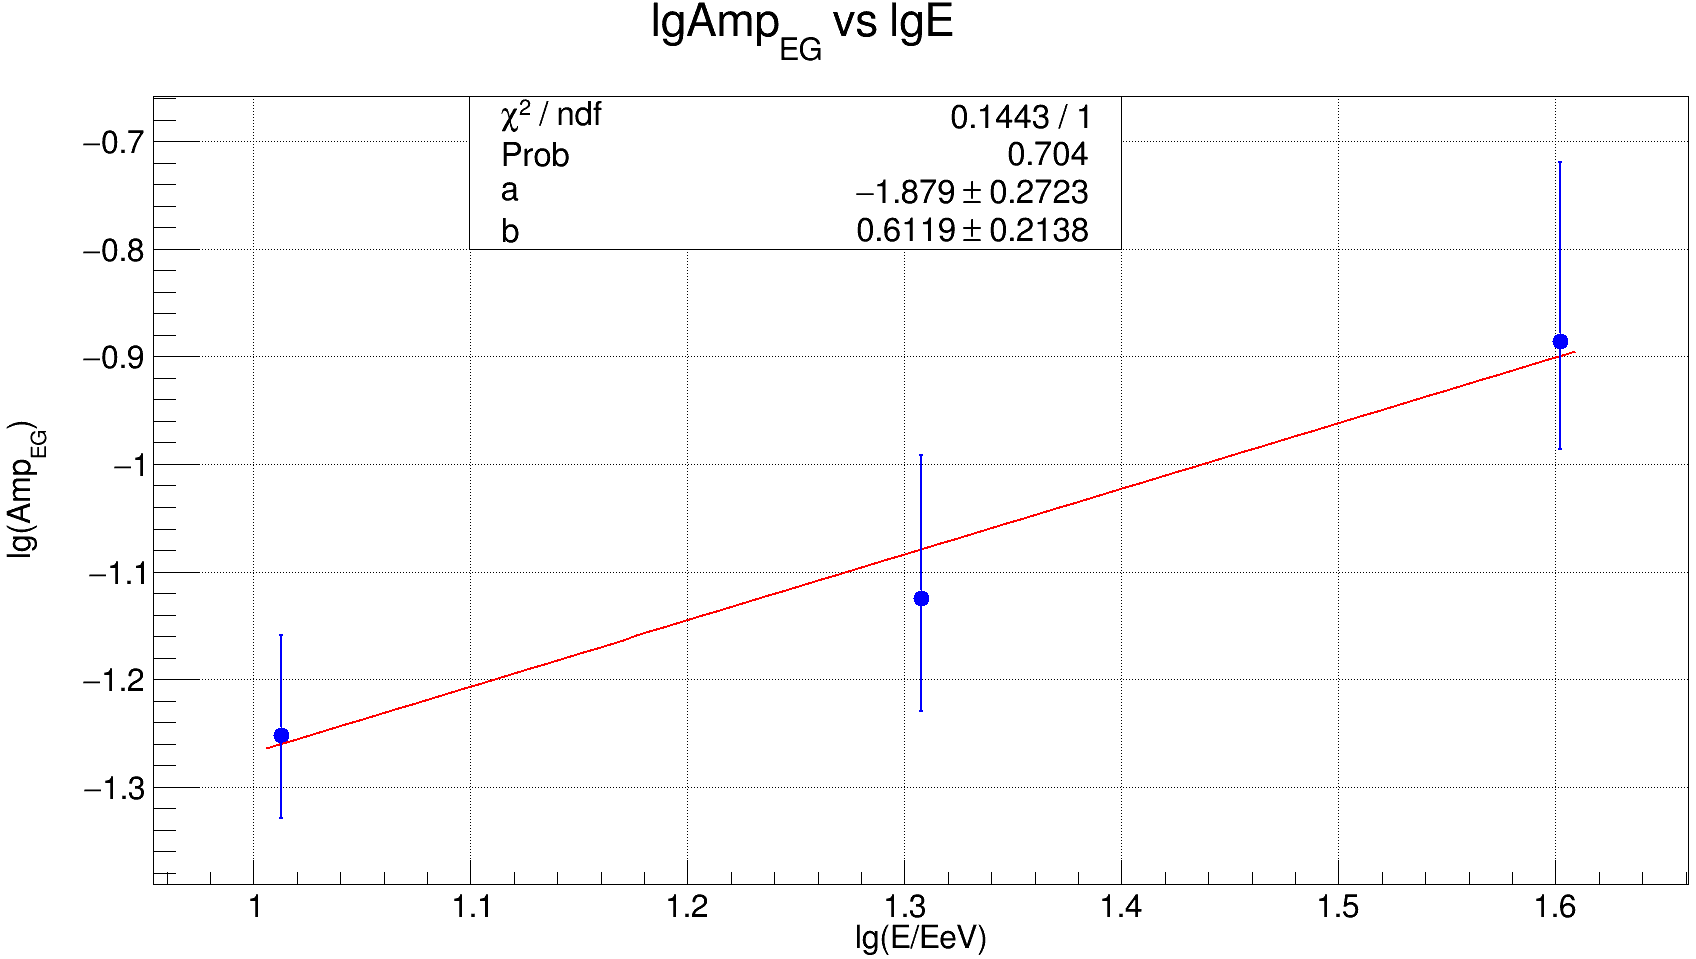 lgAmp_EG vs lgE
χ² / ndf 0.1443 / 1
Prob 0.704
a −1.879 ± 0.2723
b 0.6119 ± 0.2138
lg(Amp_EG)
−0.7
−0.8
−0.9
−1
−1.1
−1.2
−1.3
1 1.1 1.2 1.3 1.4 1.5 1.6
lg(E/EeV)